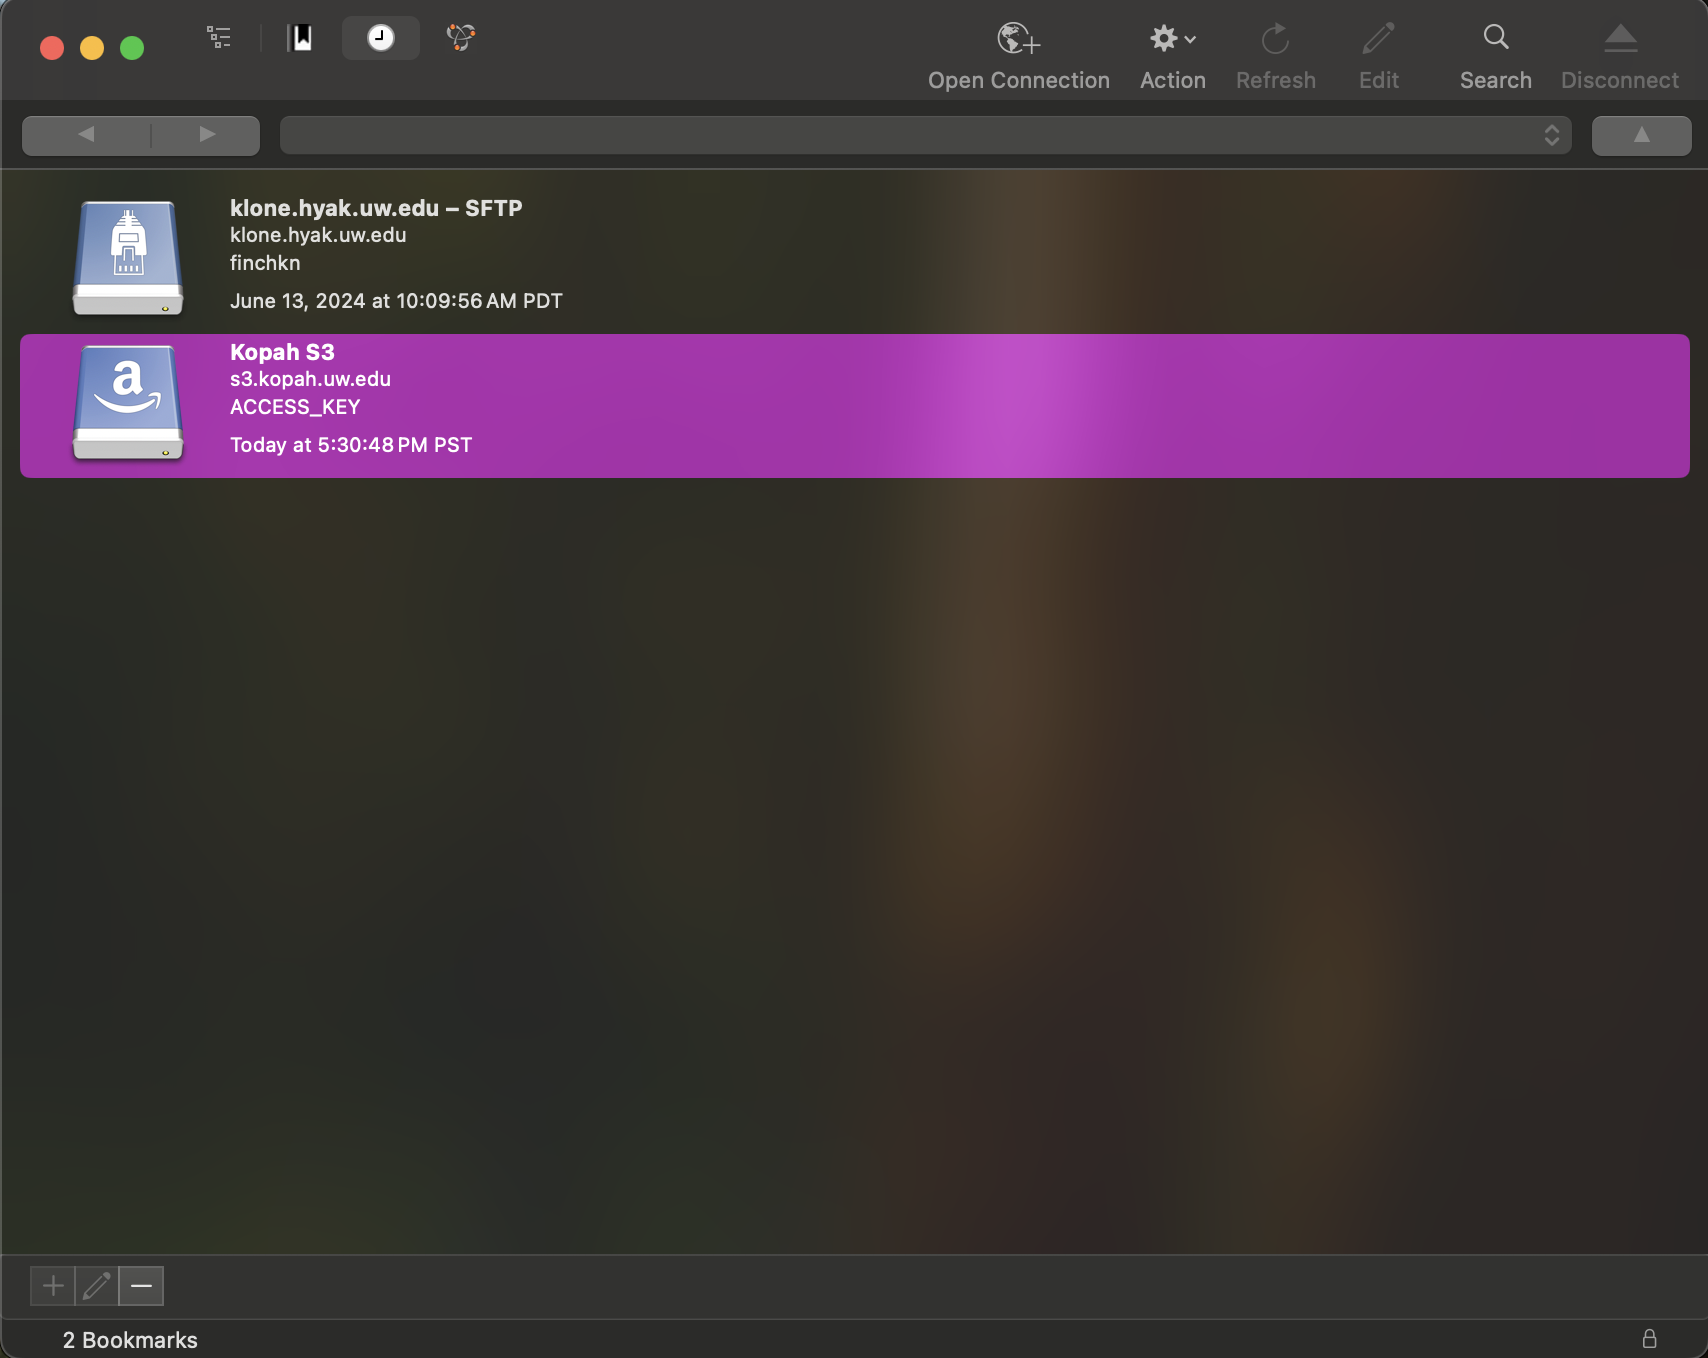 Open Connection
Action
Refresh
Edit
Search
Disconnect
klone.hyak.uw.edu – SFTP
klone.hyak.uw.edu
finchkn
June 13, 2024 at 10:09:56 AM PDT
a
Kopah S3
s3.kopah.uw.edu
ACCESS_KEY
Today at 5:30:48 PM PST
2 Bookmarks